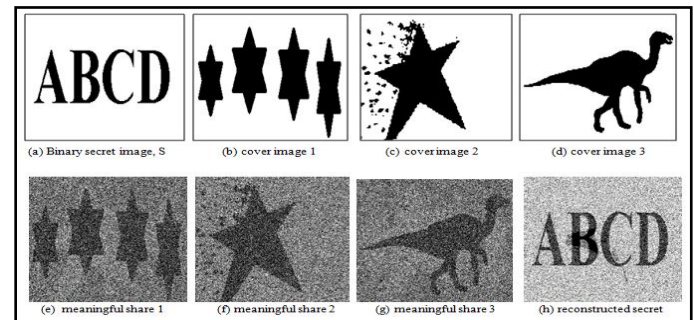 ABCD
(a) Binary secret image, S
(b) cover image 1
(c) cover image 2
(d) cover image 3
ABCD
(e) meaningful share 1
(f) meaningful share 2
(g) meaningful share 3
(h) reconstructed secret